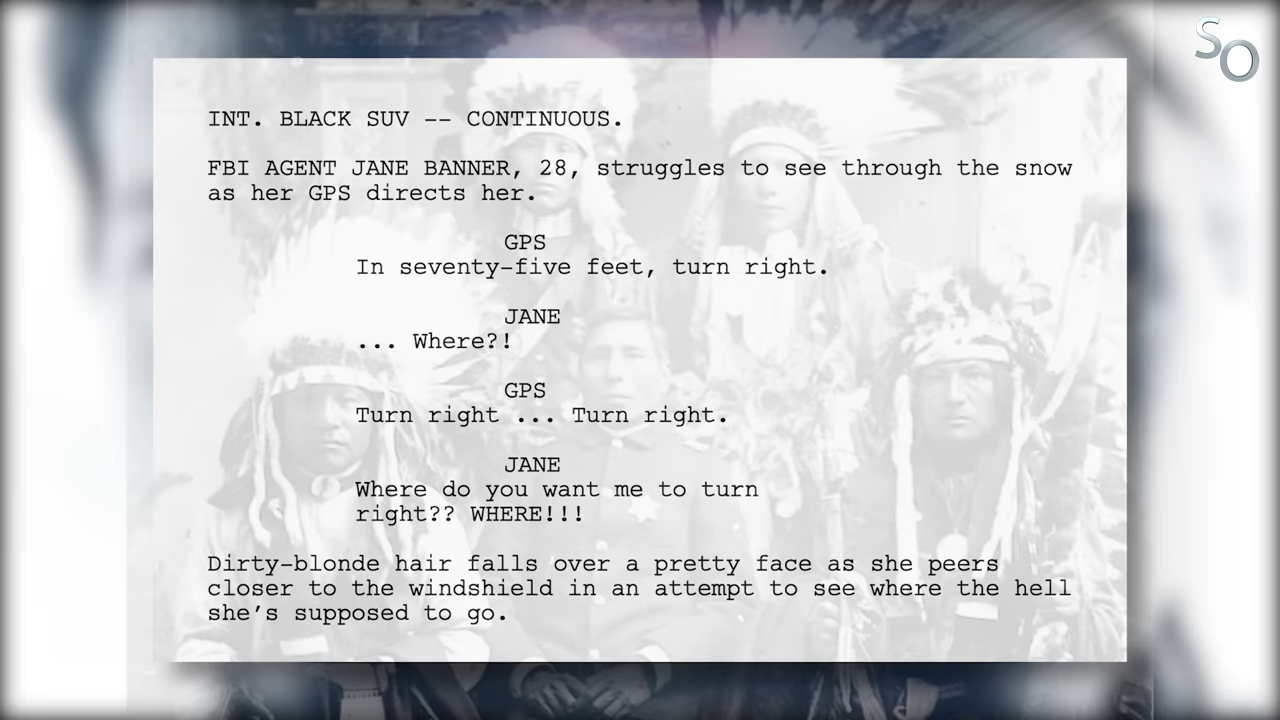 SO
INT. BLACK SUV -- CONTINUOUS.
FBI AGENT JANE BANNER, 28, struggles to see through the snow
as her GPS directs her.
GPS
In seventy-five feet, turn right.
JANE
... Where?!
GPS
Turn right ... Turn right.
JANE
Where do you want me to turn
right?? WHERE!!!
Dirty-blonde hair falls over a pretty face as she peers
closer to the windshield in an attempt to see where the hell
she's supposed to go.